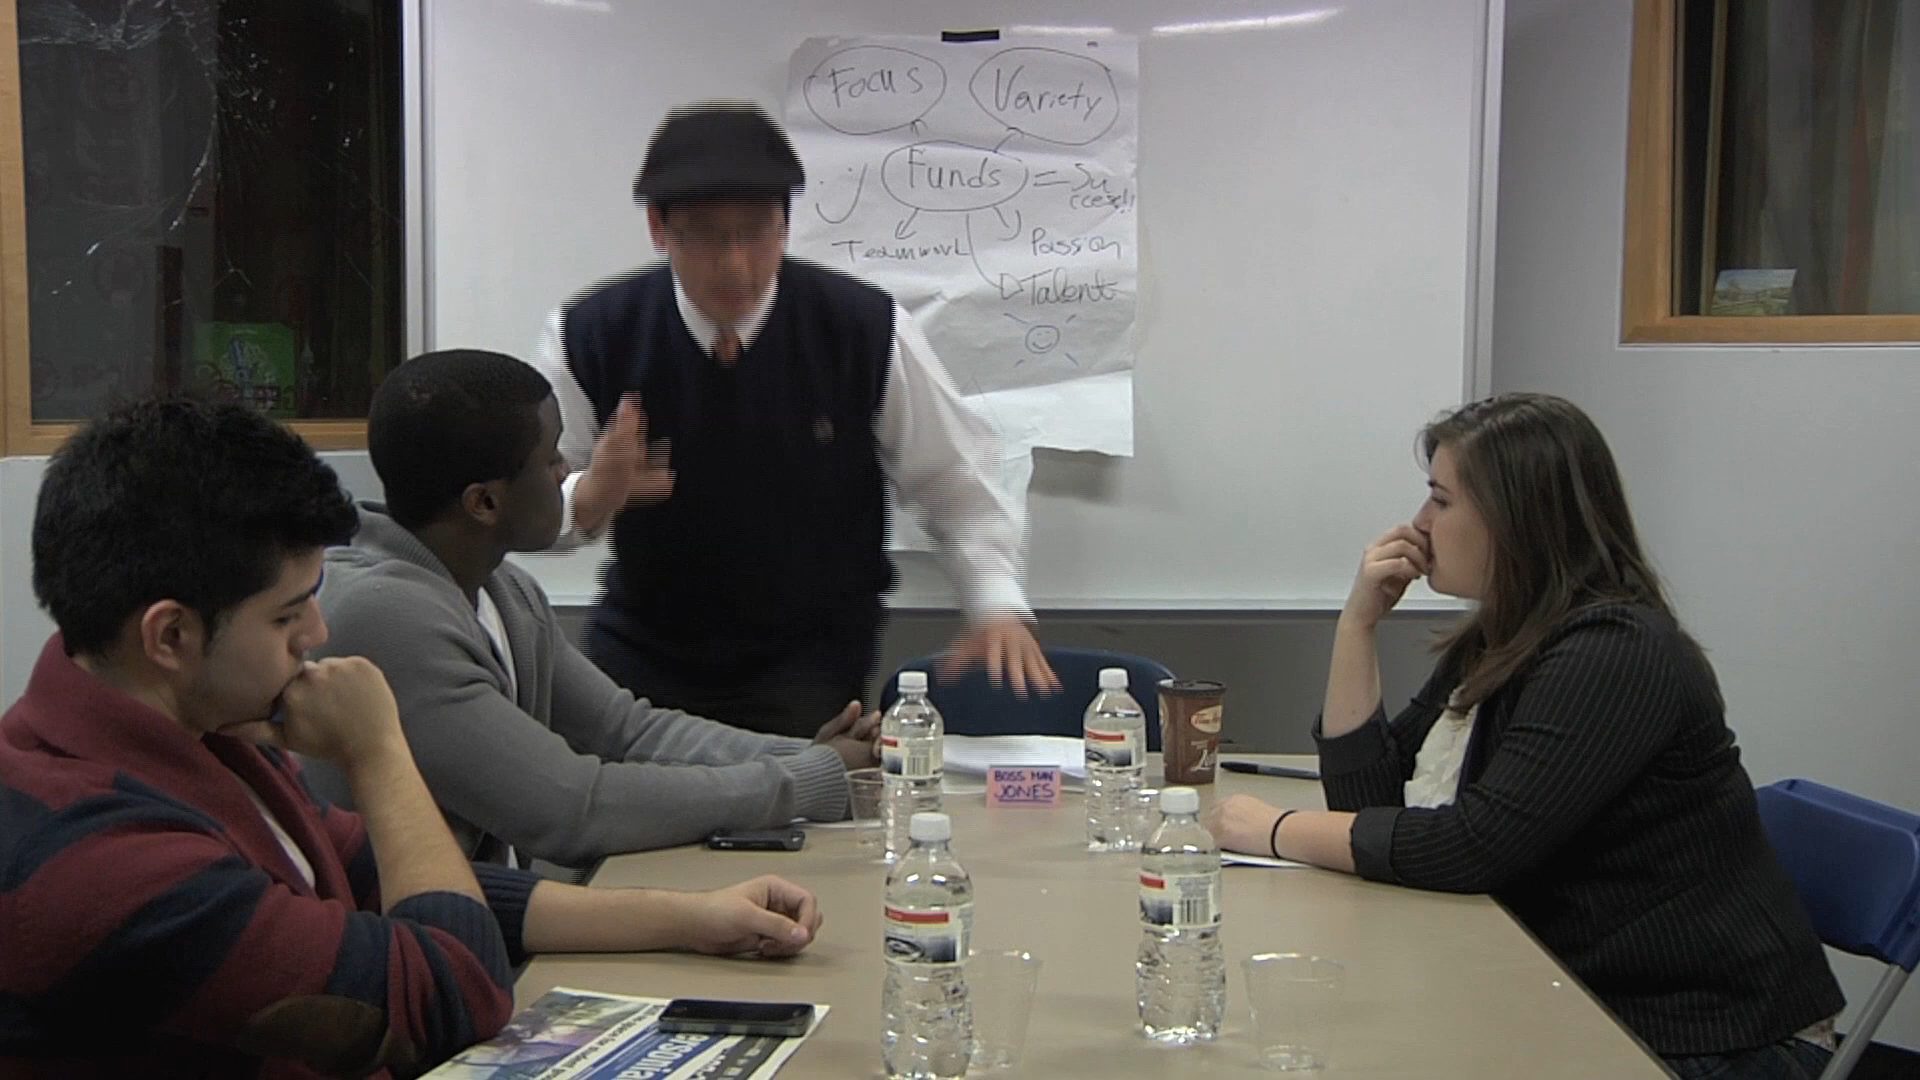 Focus
Variety
Funds = Su
ccess!!
Teamwork
Passion
Talent
BOSS MAN
JONES